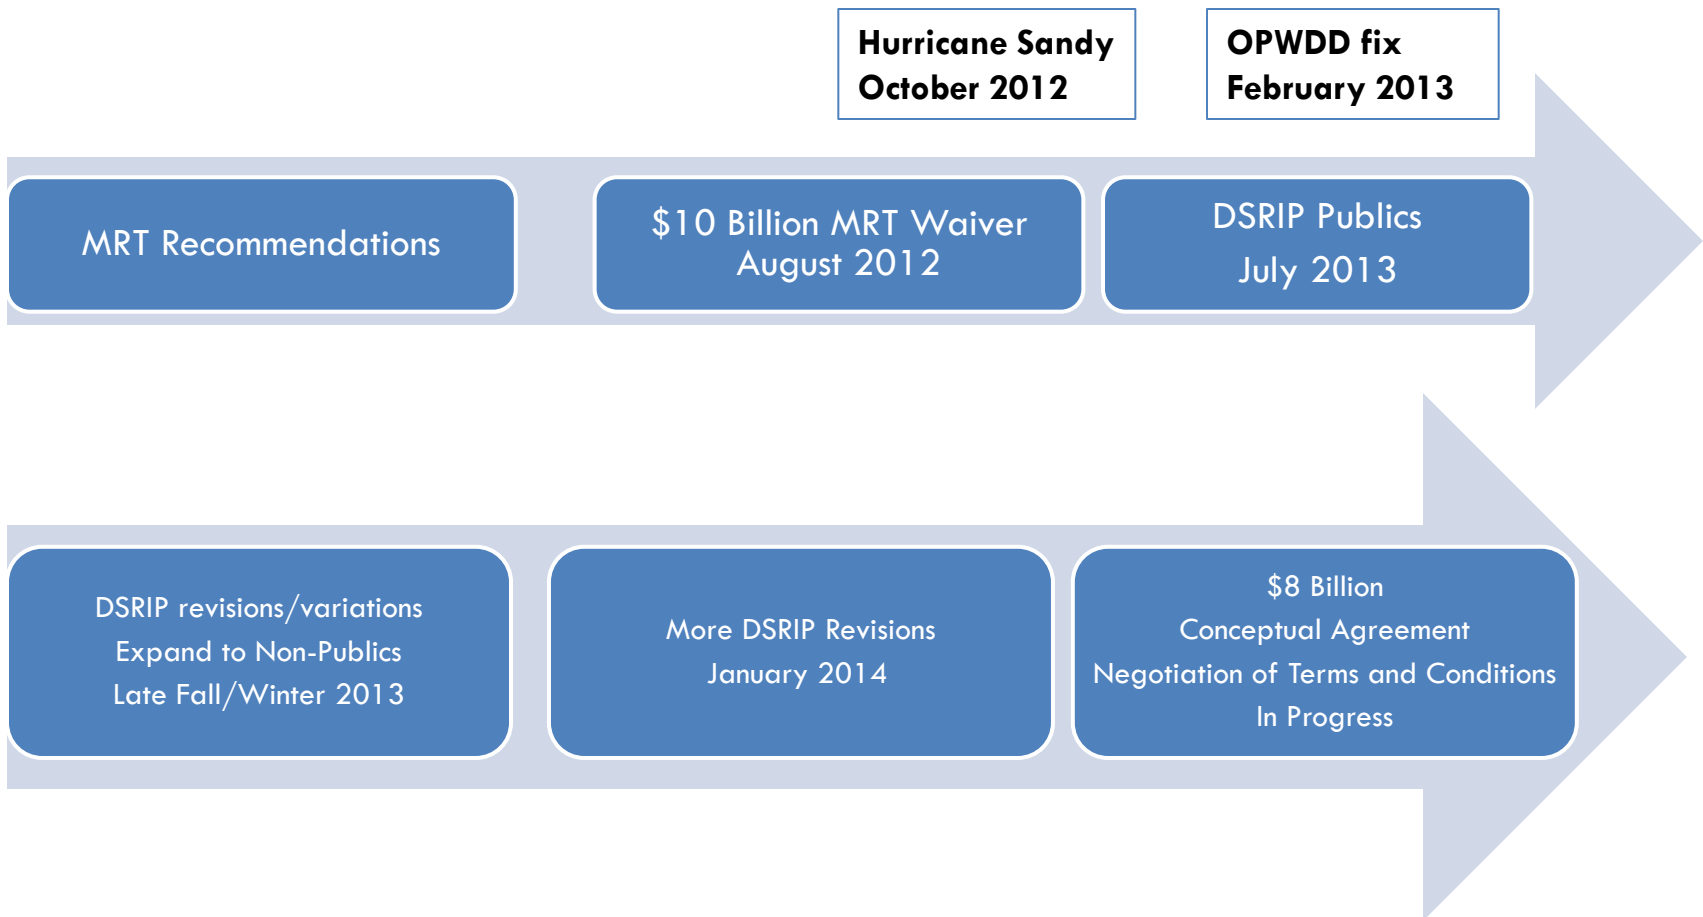 Hurricane Sandy
October 2012
OPWDD fix
February 2013
MRT Recommendations
$10 Billion MRT Waiver
August 2012
DSRIP Publics
July 2013
DSRIP revisions/variations
Expand to Non-Publics
Late Fall/Winter 2013
More DSRIP Revisions
January 2014
$8 Billion
Conceptual Agreement
Negotiation of Terms and Conditions
In Progress